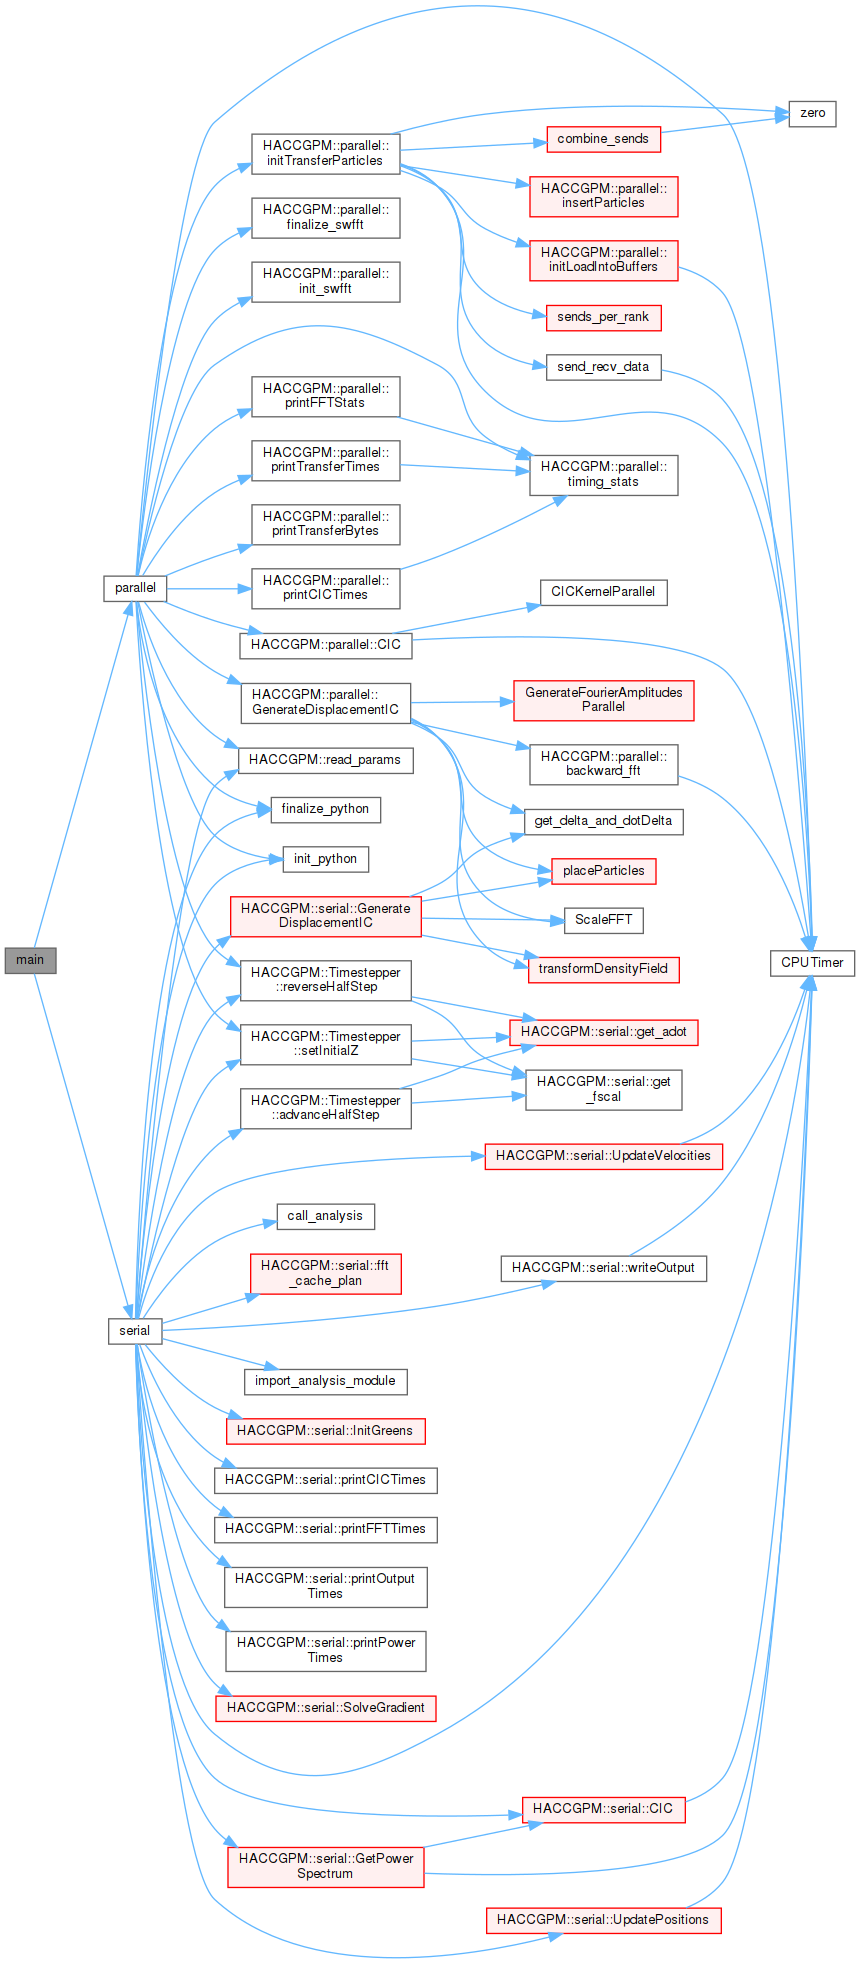 zero
HACCGPM::parallel::
initTransferParticles
combine_sends
HACCGPM::parallel::
insertParticles
HACCGPM::parallel::
finalize_swfft
HACCGPM::parallel::
initLoadIntoBuffers
HACCGPM::parallel::
init_swfft
sends_per_rank
send_recv_data
HACCGPM::parallel::
printFFTStats
HACCGPM::parallel::
printTransferTimes
HACCGPM::parallel::
timing_stats
HACCGPM::parallel::
printTransferBytes
parallel
HACCGPM::parallel::
printCICTimes
CICKernelParallel
HACCGPM::parallel::CIC
HACCGPM::parallel::
GenerateDisplacementIC
GenerateFourierAmplitudes
Parallel
HACCGPM::read_params
HACCGPM::parallel::
backward_fft
finalize_python
get_delta_and_dotDelta
init_python
placeParticles
HACCGPM::serial::Generate
DisplacementIC
ScaleFFT
main
CPUTimer
transformDensityField
HACCGPM::Timestepper
::reverseHalfStep
HACCGPM::serial::get_adot
HACCGPM::Timestepper
::setInitialZ
HACCGPM::serial::get
_fscal
HACCGPM::Timestepper
::advanceHalfStep
HACCGPM::serial::UpdateVelocities
call_analysis
HACCGPM::serial::fft
_cache_plan
HACCGPM::serial::writeOutput
serial
import_analysis_module
HACCGPM::serial::InitGreens
HACCGPM::serial::printCICTimes
HACCGPM::serial::printFFTTimes
HACCGPM::serial::printOutput
Times
HACCGPM::serial::printPower
Times
HACCGPM::serial::SolveGradient
HACCGPM::serial::CIC
HACCGPM::serial::GetPower
Spectrum
HACCGPM::serial::UpdatePositions